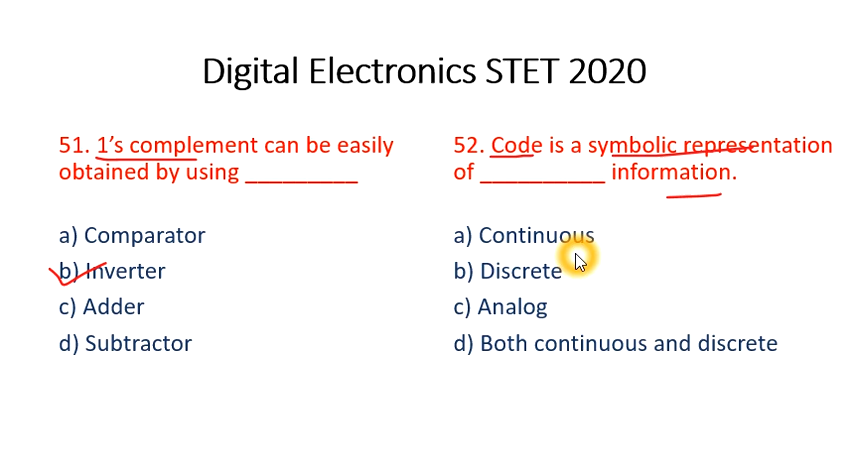 Digital Electronics STET 2020
51. 1's complement can be easily
obtained by using __________
a) Comparator
b) Inverter
c) Adder
d) Subtractor
52. Code is a symbolic representation
of ___________ information.
a) Continuous
b) Discrete
c) Analog
d) Both continuous and discrete